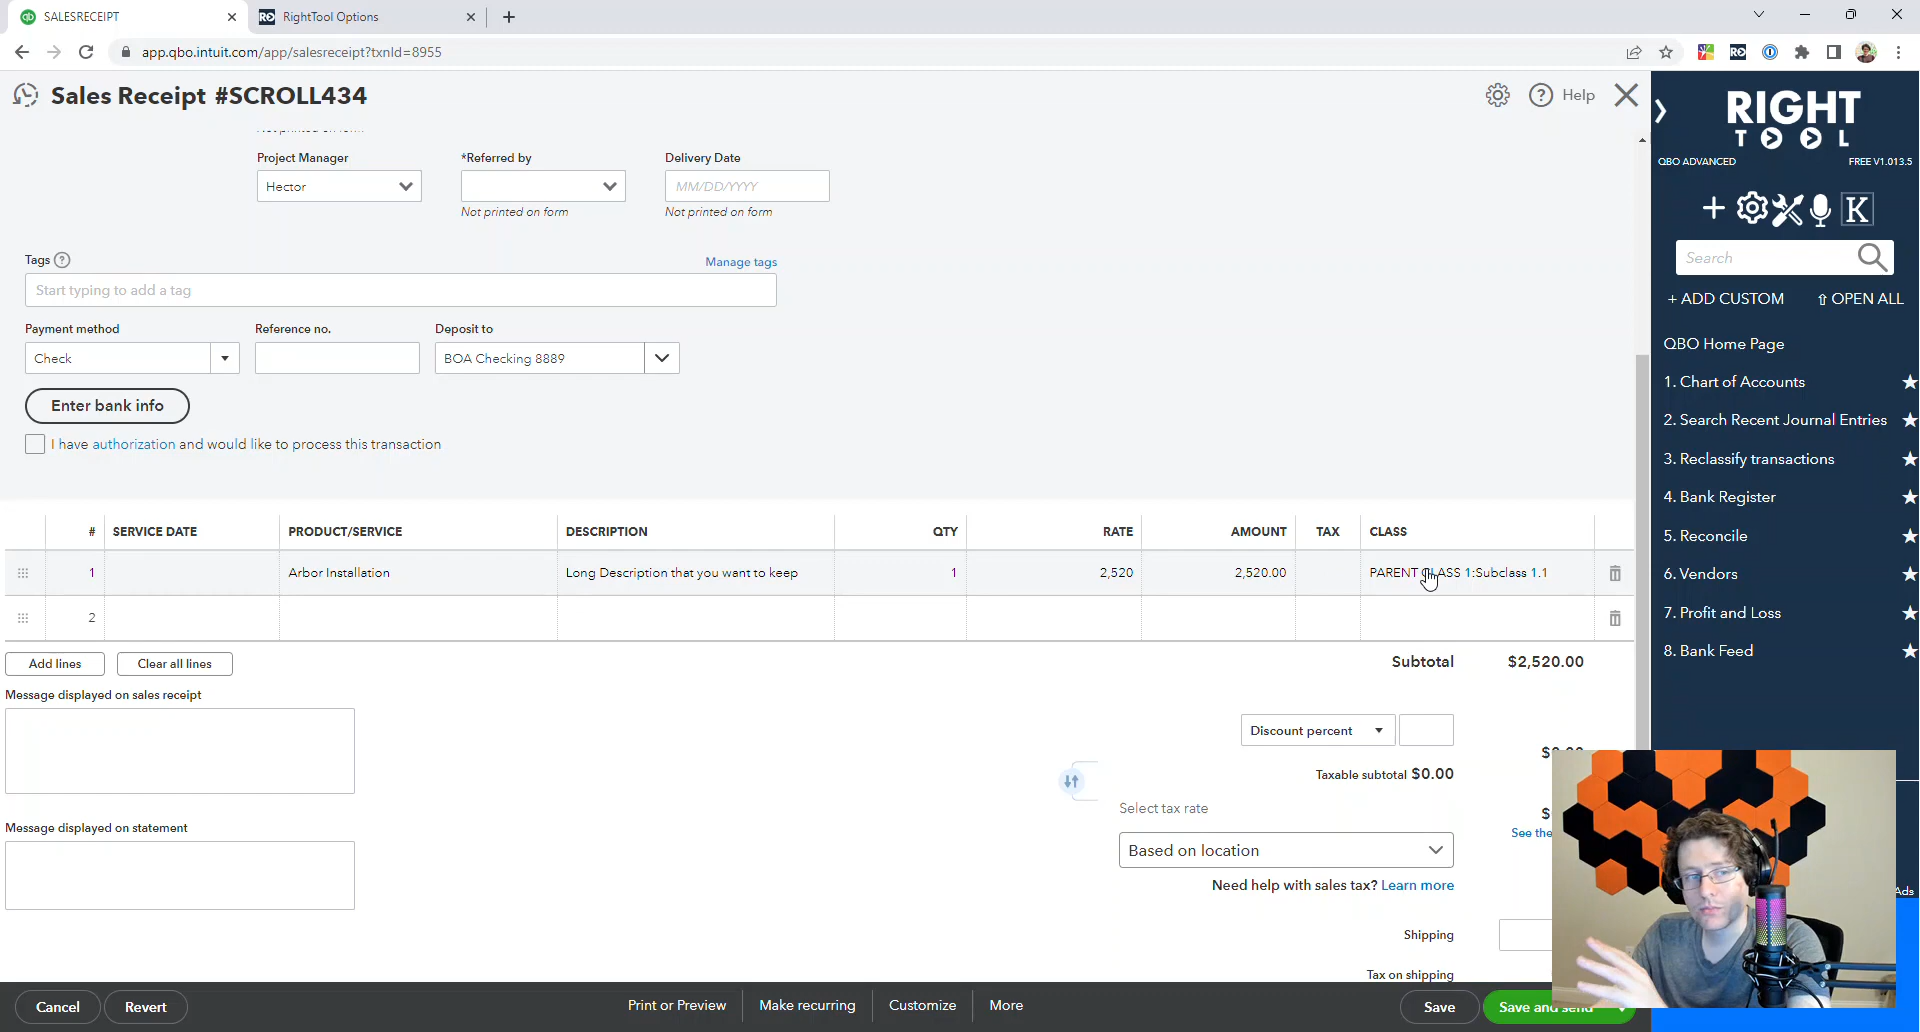 SALESRECEIPT
RightTool Options
app.qbo.intuit.com/app/salesreceipt?txnId=8955
Sales Receipt #SCROLL434
Help
Project Manager
*Referred by
Delivery Date
Hector
MM/DD/YYYY
Not printed on form
Not printed on form
Tags
Manage tags
Start typing to add a tag
Payment method
Reference no.
Deposit to
Check
BOA Checking 8889
Enter bank info
I have authorization and would like to process this transaction
# SERVICE DATE PRODUCT/SERVICE DESCRIPTION QTY RATE AMOUNT TAX CLASS
1 Arbor Installation Long Description that you want to keep 1 2,520 2,520.00 PARENT CLASS 1:Subclass 1.1
2
Add lines
Clear all lines
Subtotal $2,520.00
Message displayed on sales receipt
Discount percent
Taxable subtotal $0.00
Select tax rate
Message displayed on statement
See the
Based on location
Need help with sales tax? Learn more
Shipping
Tax on shipping
Cancel
Revert
Print or Preview
Make recurring
Customize
More
Save
Save and send
RIGHT
TOOL
QBO ADVANCED
FREE V1.013.5
K
Search
+ ADD CUSTOM
⇧ OPEN ALL
QBO Home Page
1. Chart of Accounts
2. Search Recent Journal Entries
3. Reclassify transactions
4. Bank Register
5. Reconcile
6. Vendors
7. Profit and Loss
8. Bank Feed
Ads